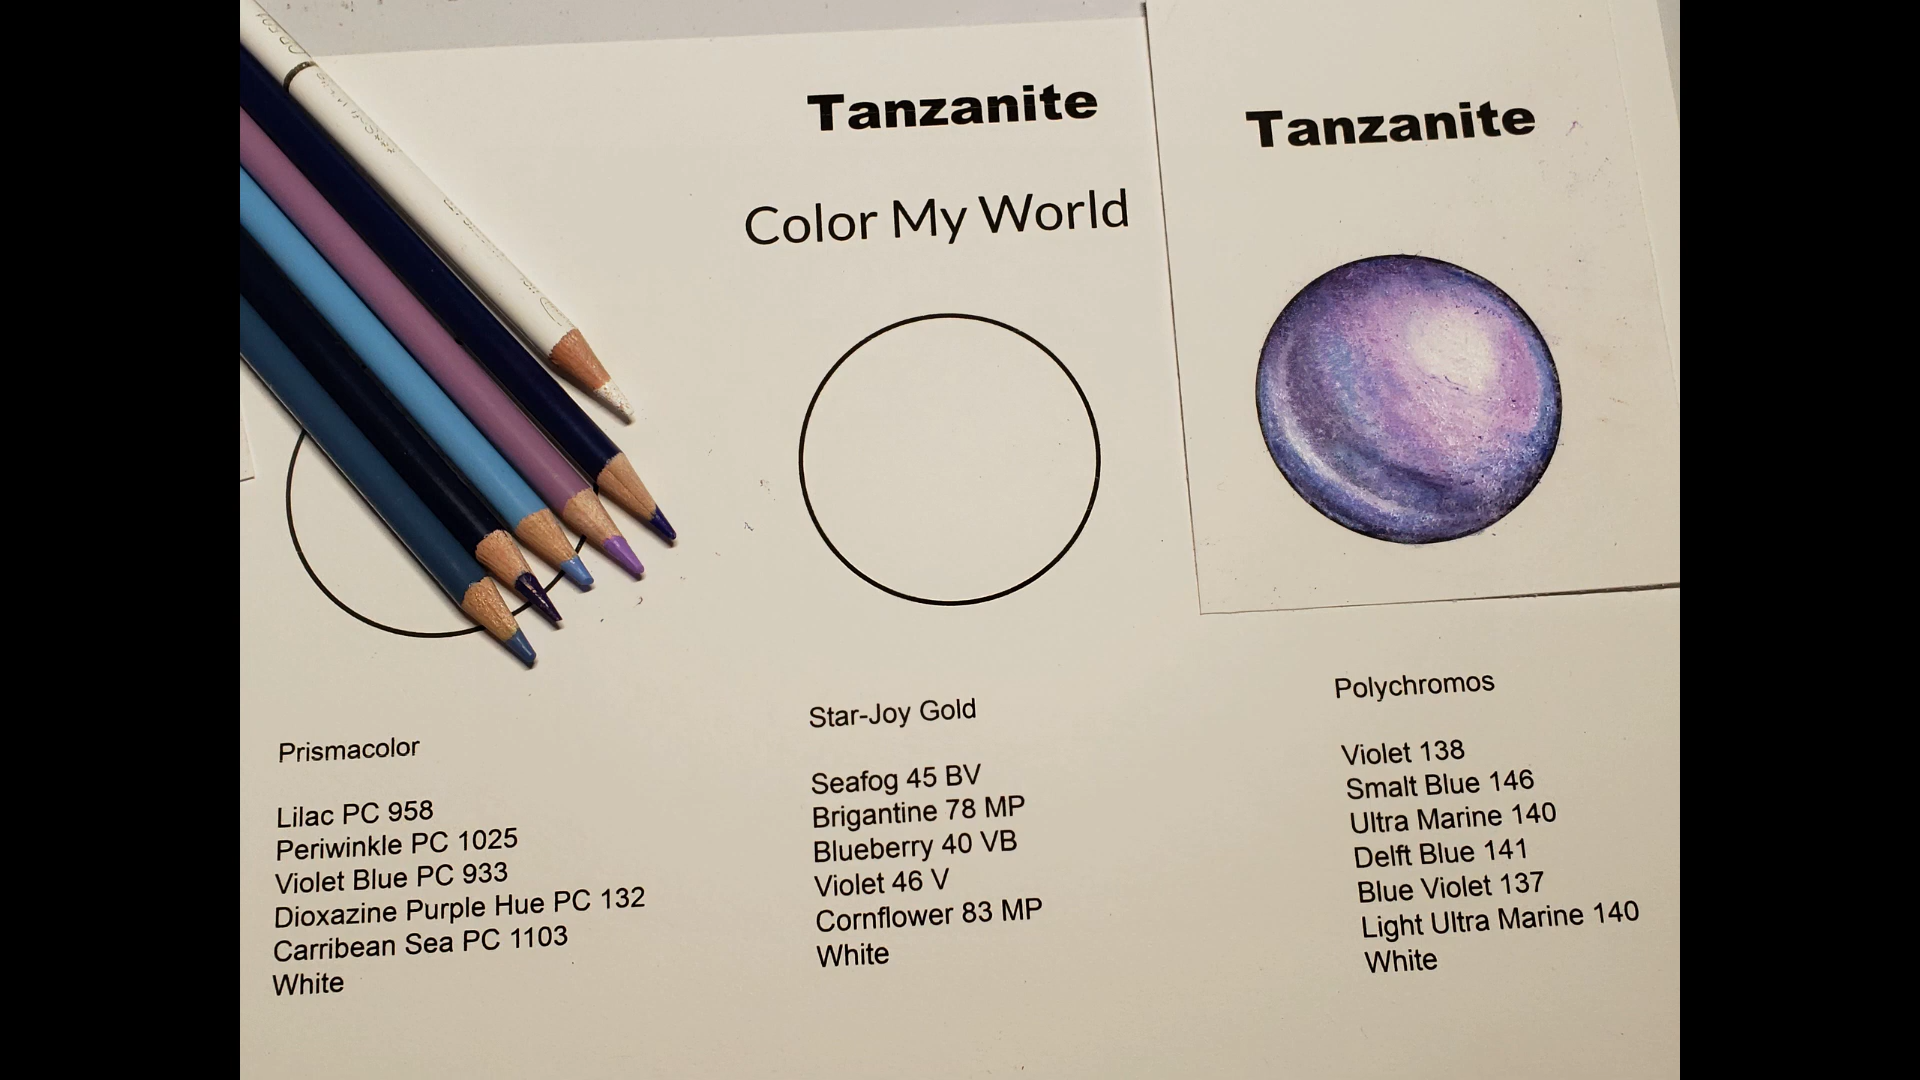 Tanzanite
Color My World
Tanzanite
Prismacolor
Lilac PC 958
Periwinkle PC 1025
Violet Blue PC 933
Dioxazine Purple Hue PC 132
Carribean Sea PC 1103
White
Star-Joy Gold
Seafog 45 BV
Brigantine 78 MP
Blueberry 40 VB
Violet 46 V
Cornflower 83 MP
White
Polychromos
Violet 138
Smalt Blue 146
Ultra Marine 140
Delft Blue 141
Blue Violet 137
Light Ultra Marine 140
White